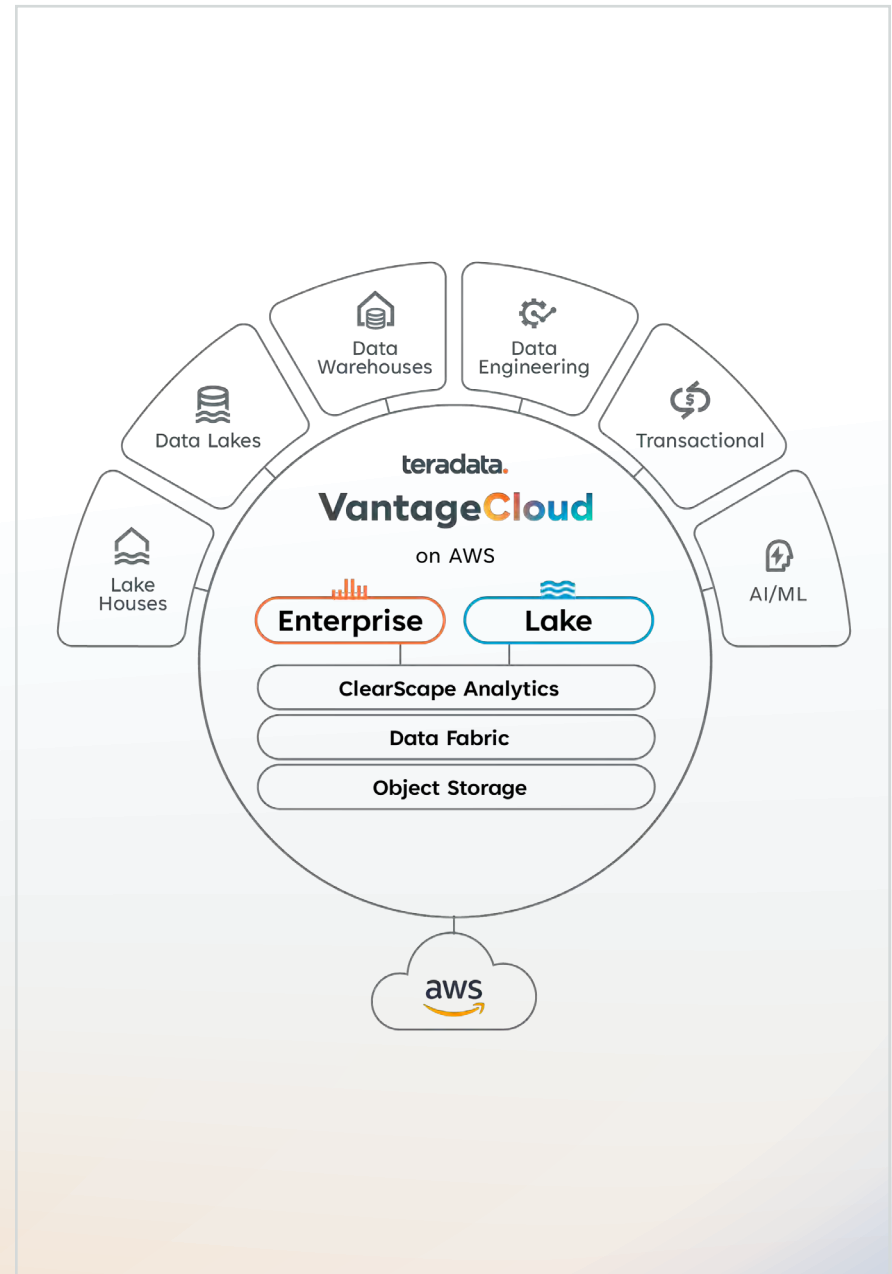 Data
Warehouses
Data
Engineering
Data Lakes
Transactional
Lake
Houses
AI/ML
teradata.
VantageCloud
on AWS
Enterprise
Lake
ClearScape Analytics
Data Fabric
Object Storage
aws